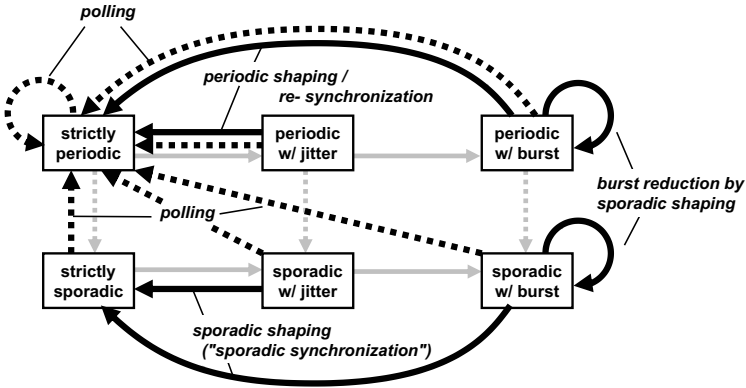 polling
periodic shaping /
re- synchronization
strictly
periodic
periodic
w/ jitter
periodic
w/ burst
burst reduction by
sporadic shaping
polling
strictly
sporadic
sporadic
w/ jitter
sporadic
w/ burst
sporadic shaping
("sporadic synchronization")